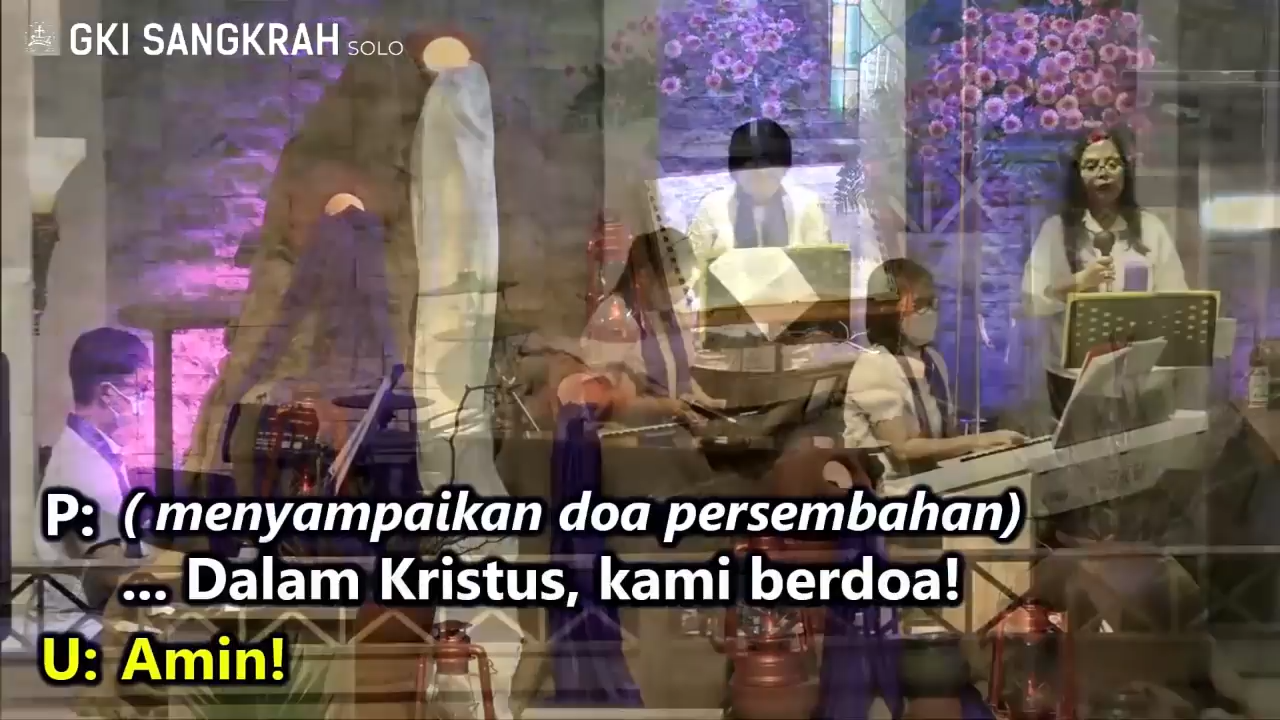 GKI SANGKRAH SOLO
P: ( menyampaikan doa persembahan)
... Dalam Kristus, kami berdoa!
U: Amin!